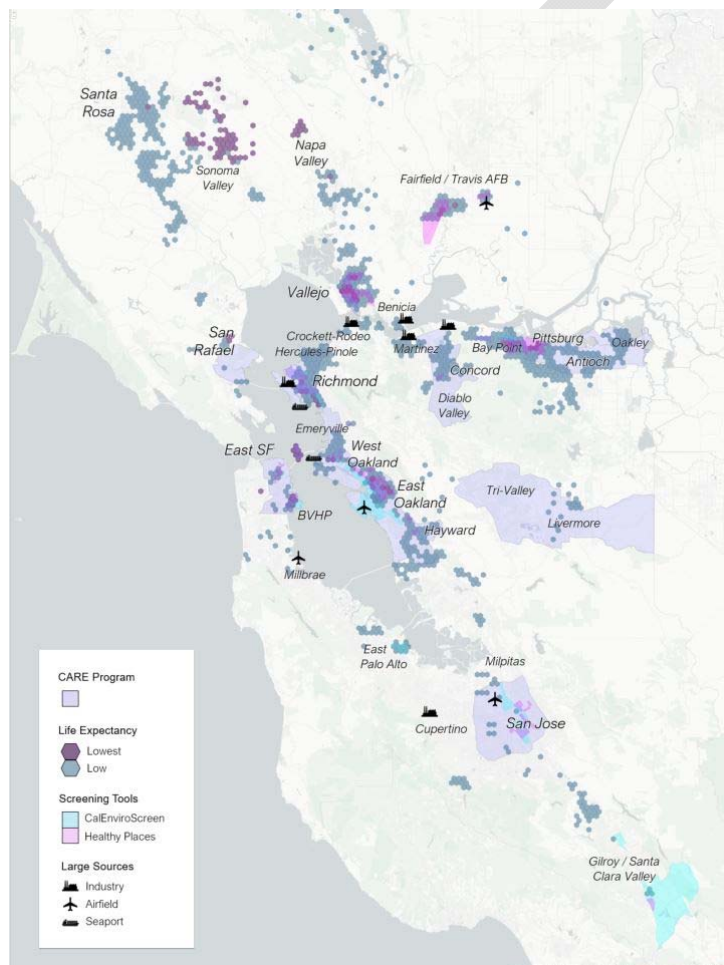 Santa
Rosa
Sonoma
Valley
Napa
Valley
Fairfield / Travis AFB
Vallejo
Benicia
Crockett-Rodeo
Hercules-Pinole
Martinez
Bay Point
Pittsburg
Oakley
Antioch
Concord
San
Rafael
Richmond
Diablo
Valley
Emeryville
East SF
West
Oakland
East
Oakland
Tri-Valley
BVHP
Hayward
Livermore
Millbrae
East
Palo Alto
Milpitas
San Jose
Cupertino
Gilroy / Santa
Clara Valley
CARE Program
Life Expectancy
Lowest
Low
Screening Tools
CalEnviroScreen
Healthy Places
Large Sources
Industry
Airfield
Seaport